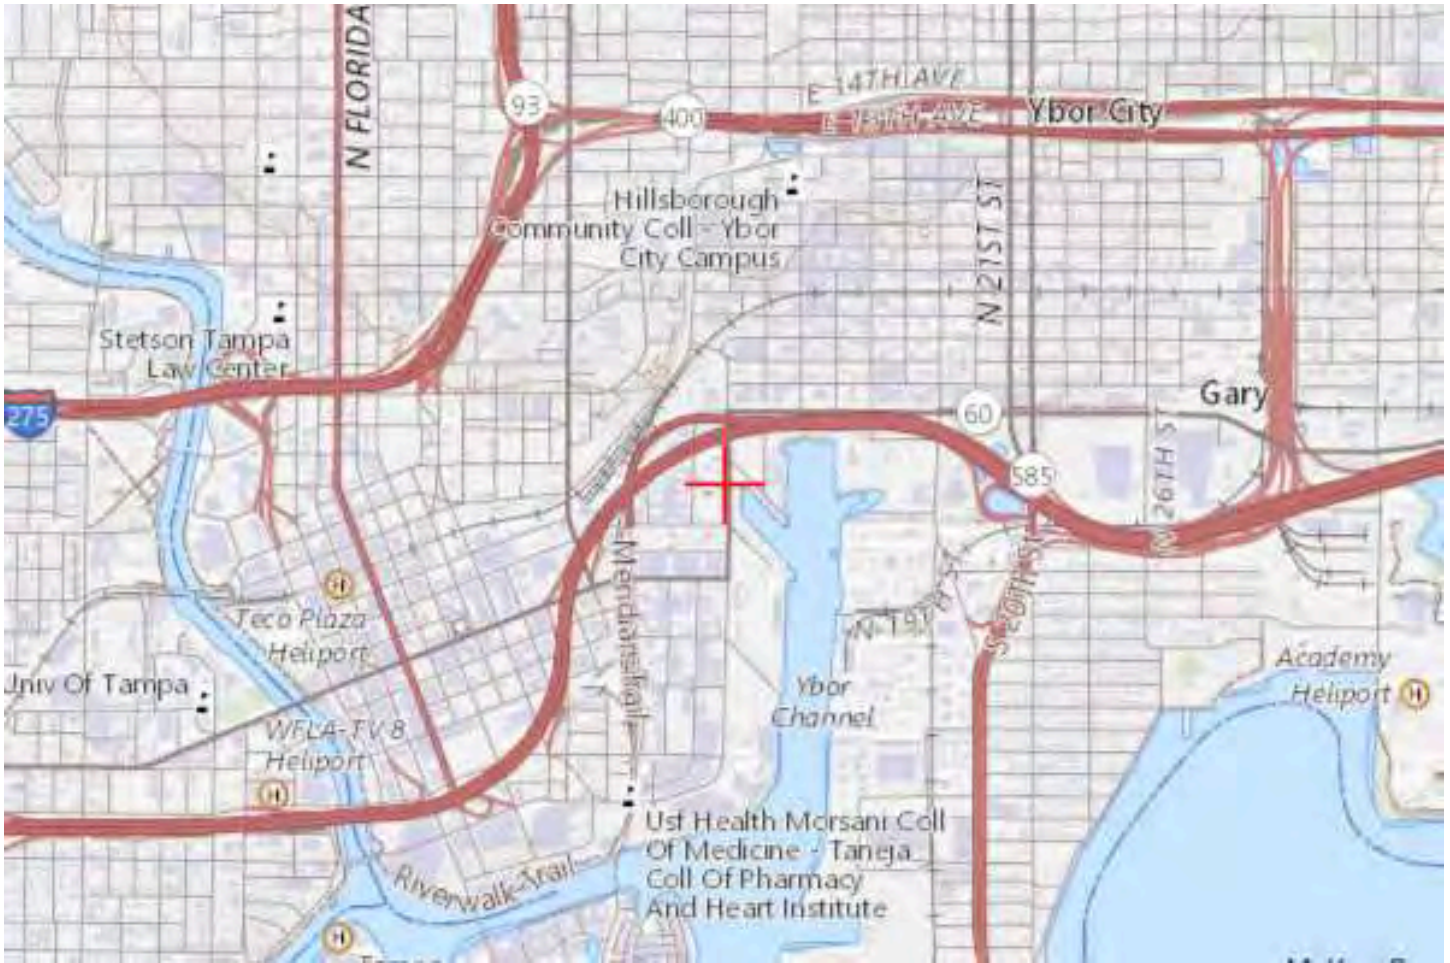 N FLORIDA
93
400
E 14TH AVE
Ybor City
Hillsborough
Community Coll - Ybor
City Campus
N 21ST ST
Stetson Tampa
Law Center
275
Gary
60
585
N 26TH ST
Meridian Trail
Teco Plaza
Heliport
S 20TH ST
Univ Of Tampa
Academy
Heliport
H
H
Ybor
Channel
WFLA-TV 8
Heliport
H
Usf Health Morsani Coll
Of Medicine - Taneja
Coll Of Pharmacy
And Heart Institute
Riverwalk Trail
H